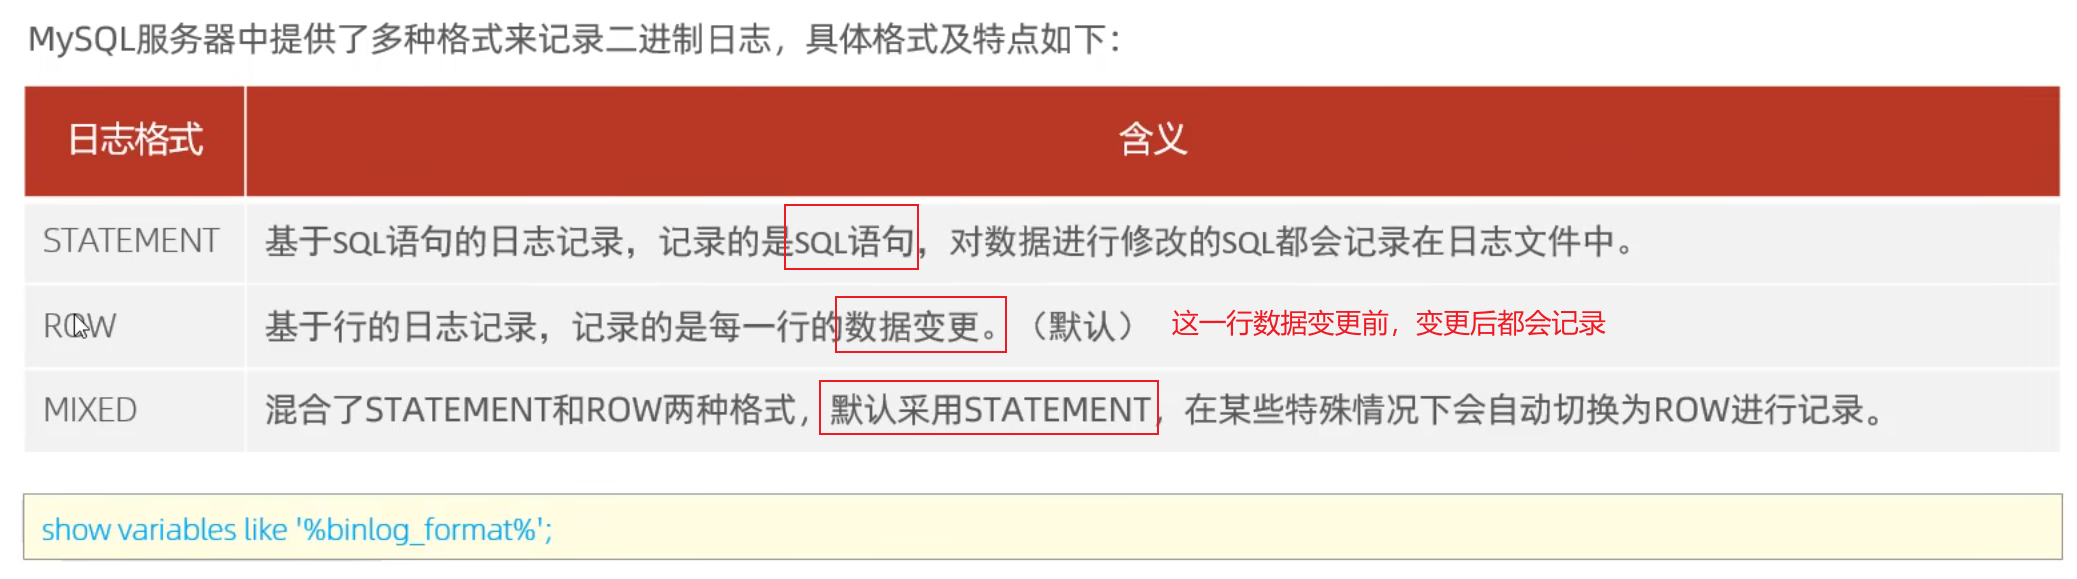 MySQL服务器中提供了多种格式来记录二进制日志，具体格式及特点如下：
日志格式 含义
STATEMENT 基于SQL语句的日志记录，记录的是SQL语句，对数据进行修改的SQL都会记录在日志文件中。
ROW 基于行的日志记录，记录的是每一行的数据变更。（默认） 这一行数据变更前，变更后都会记录
MIXED 混合了STATEMENT和ROW两种格式，默认采用STATEMENT，在某些特殊情况下会自动切换为ROW进行记录。
show variables like '%binlog_format%';